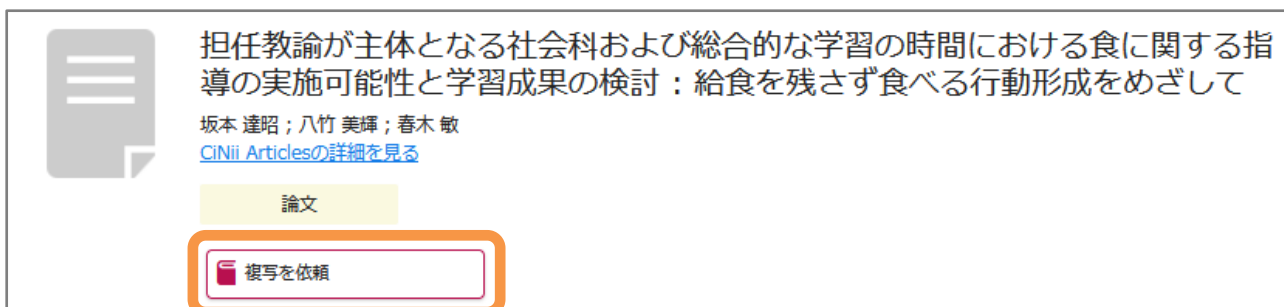 担任教諭が主体となる社会科および総合的な学習の時間における食に関する指
導の実施可能性と学習成果の検討：給食を残さず食べる行動形成をめざして
坂本 達昭 ; 八竹 美輝 ; 春木 敏
CiNii Articlesの詳細を見る
論文
複写を依頼